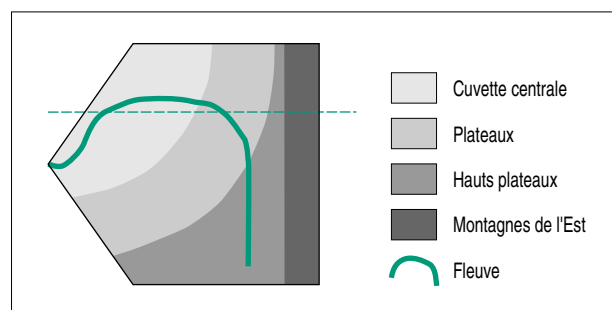 Cuvette centrale
Plateaux
Hauts plateaux
Montagnes de l'Est
Fleuve